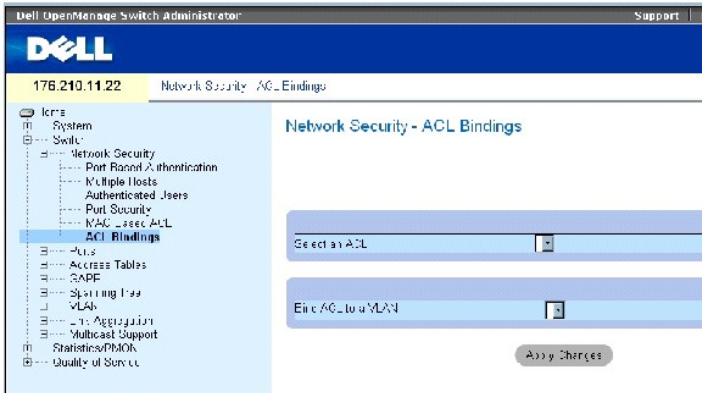 Dell OpenManage Switch Administrator
Support
DELL
176.210.11.22
Network Security - ACL Bindings
Home
System
Switch
Network Security
Port Based Authentication
Multiple Hosts
Authenticated Users
Port Security
MAC Based ACL
ACL Bindings
Ports
Address Tables
GARP
Spanning Tree
VLAN
Link Aggregation
Multicast Support
Statistics/RMON
Quality of Service
Network Security - ACL Bindings
Select an ACL
Bind ACL to a VLAN
Apply Changes